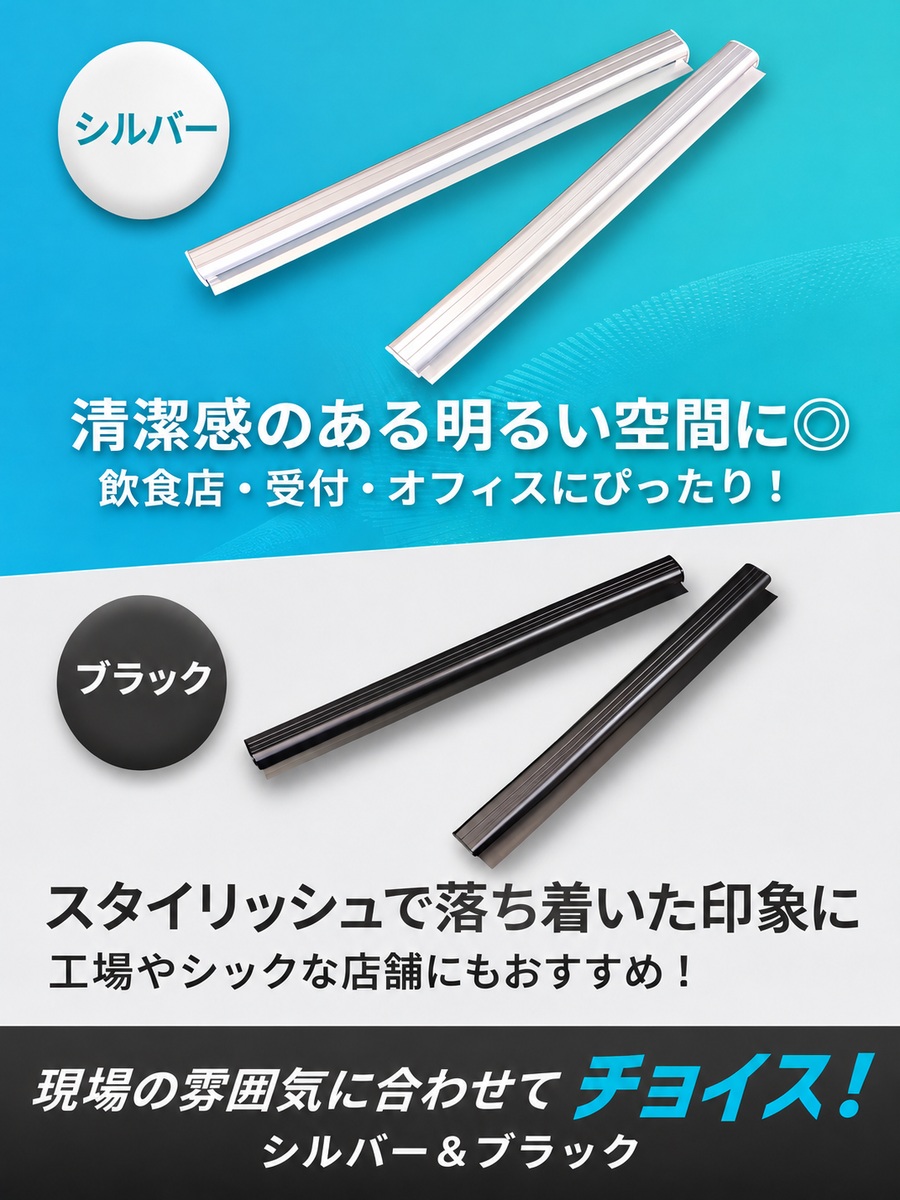 シルバー
清潔感のある明るい空間に◎
飲食店・受付・オフィスにぴったり！
ブラック
スタイリッシュで落ち着いた印象に
工場やシックな店舗にもおすすめ！
現場の雰囲気に合わせてチョイス！
シルバー＆ブラック